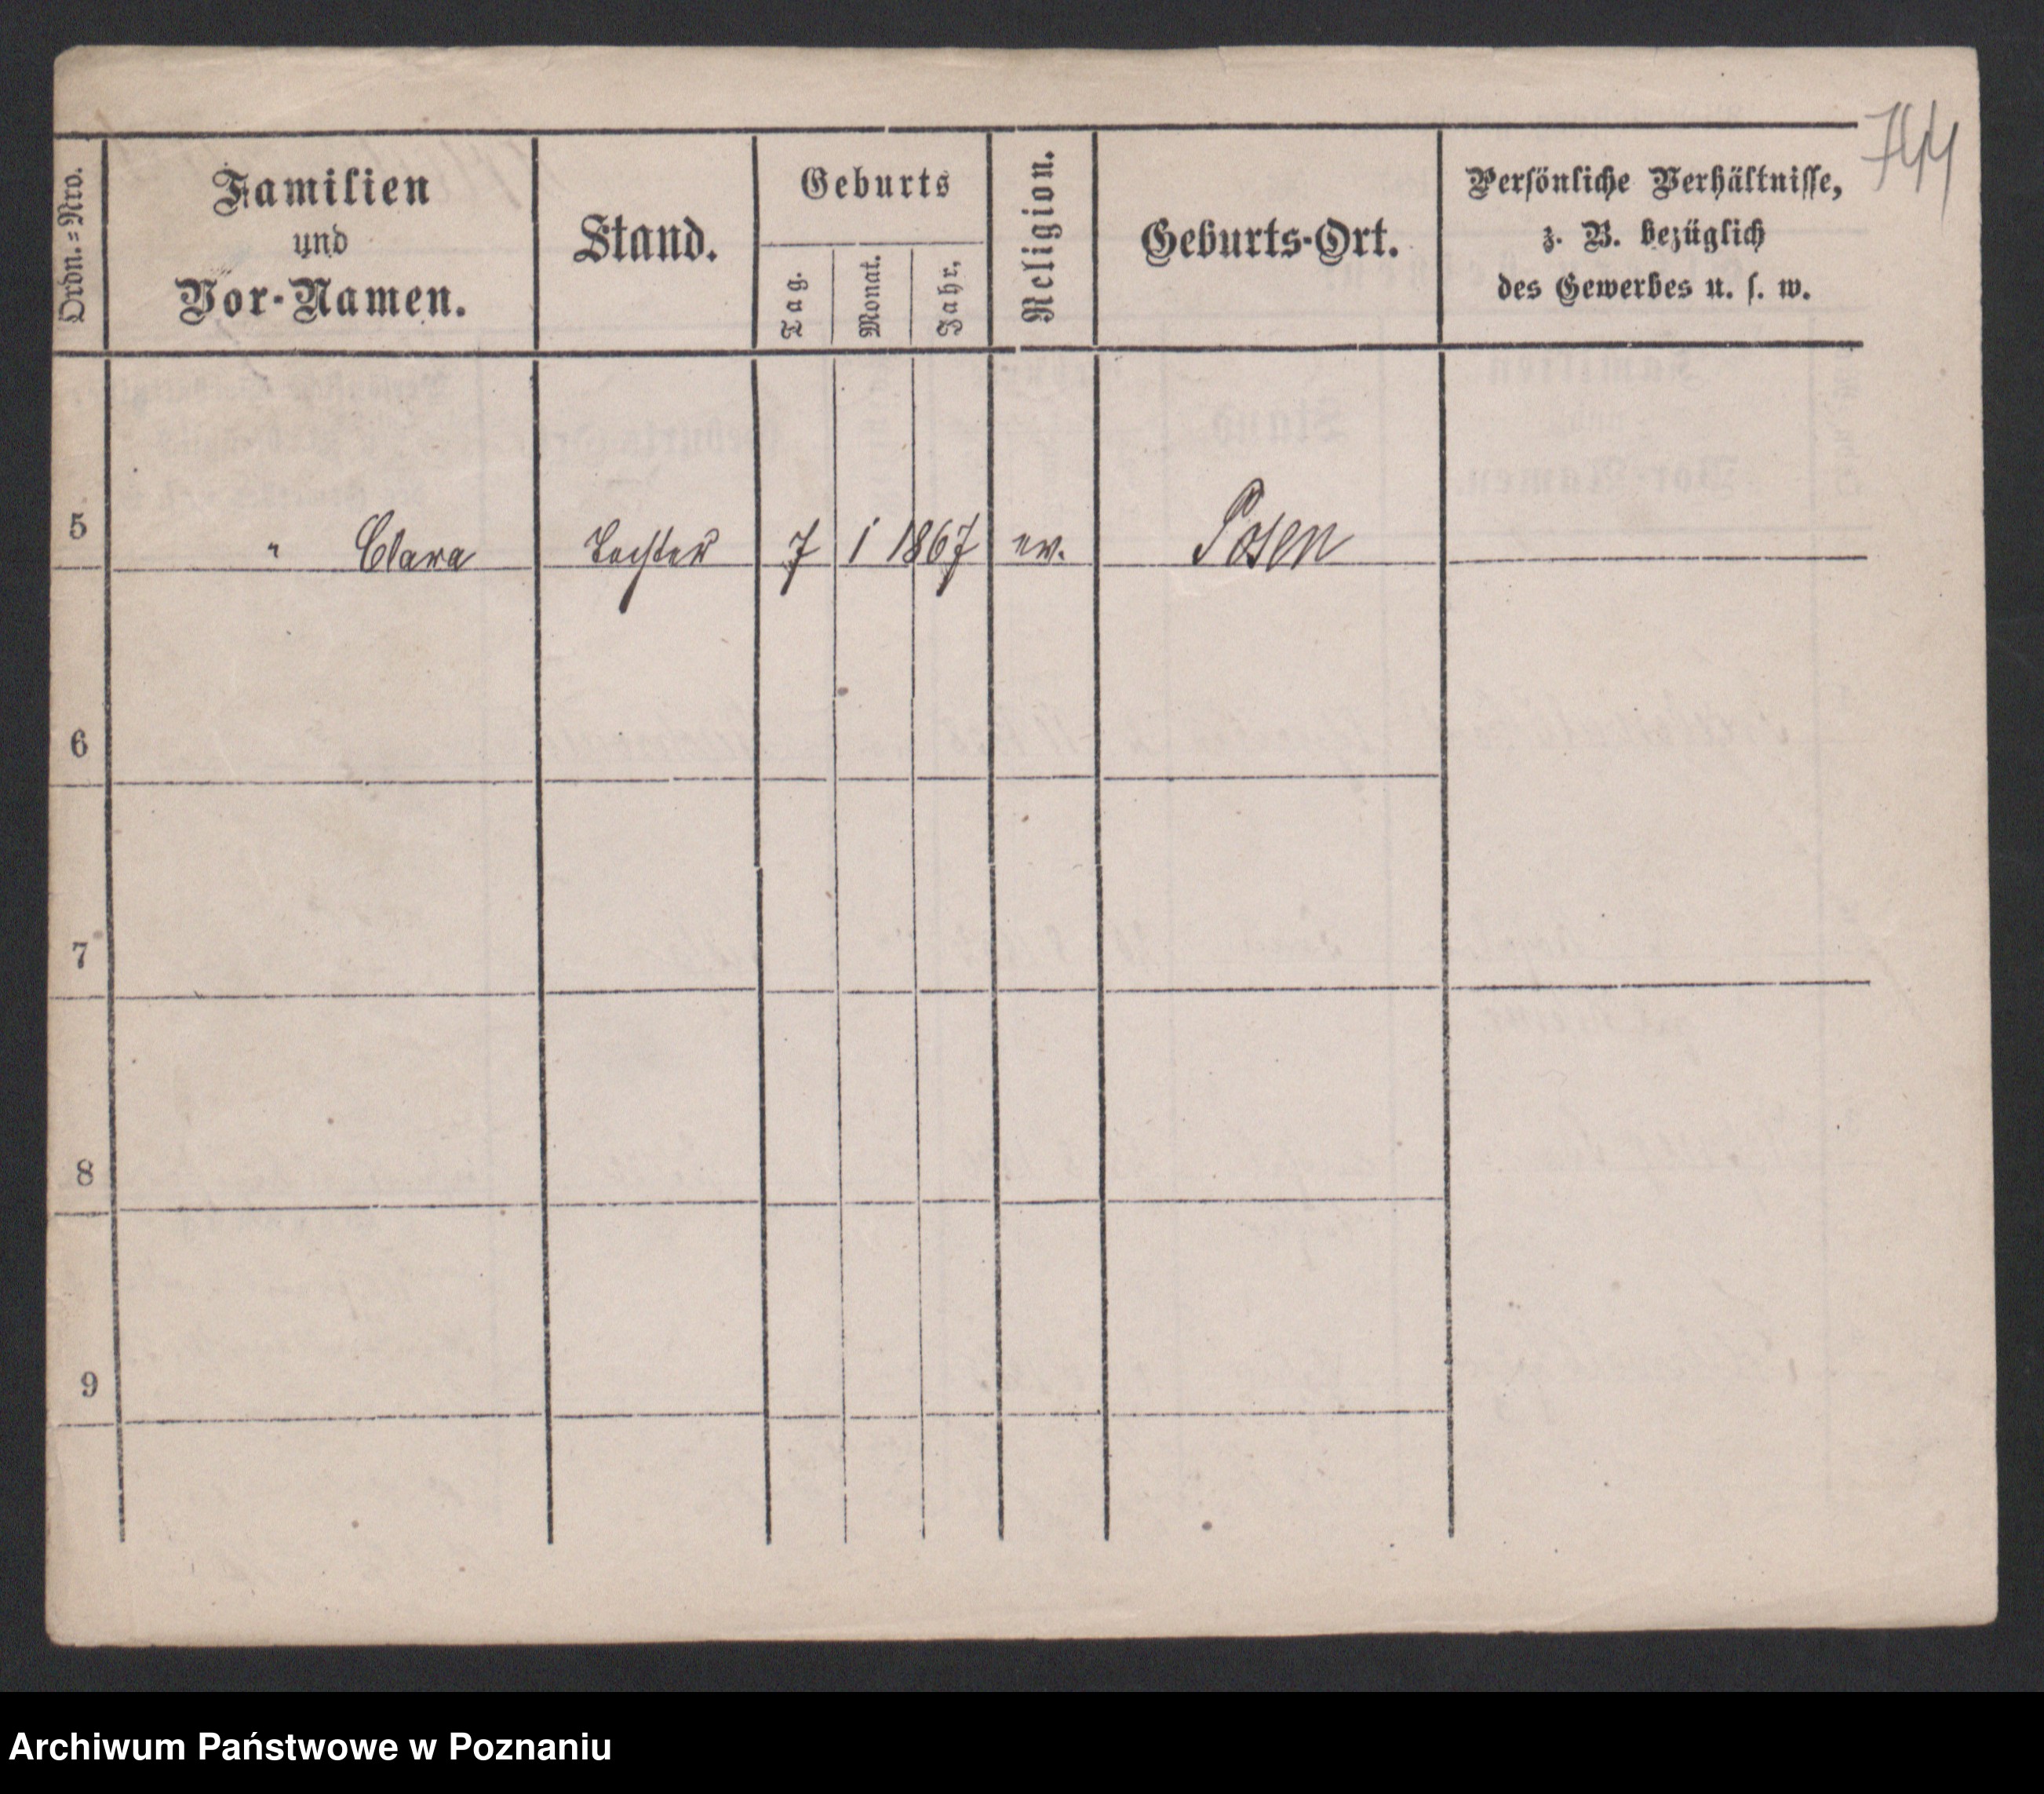 744
Ordn.=Nro.
Familien
und
Vor-Namen.
Stand.
Geburts
Tag.
Monat.
Jahr.
Religion.
Geburts-Ort.
Persönliche Verhältnisse,
z. B. bezüglich
des Gewerbes u. s. w.
5 " Clara Tochter 7 1 1867 ev. Posen
6
7
8
9
Archiwum Państwowe w Poznaniu